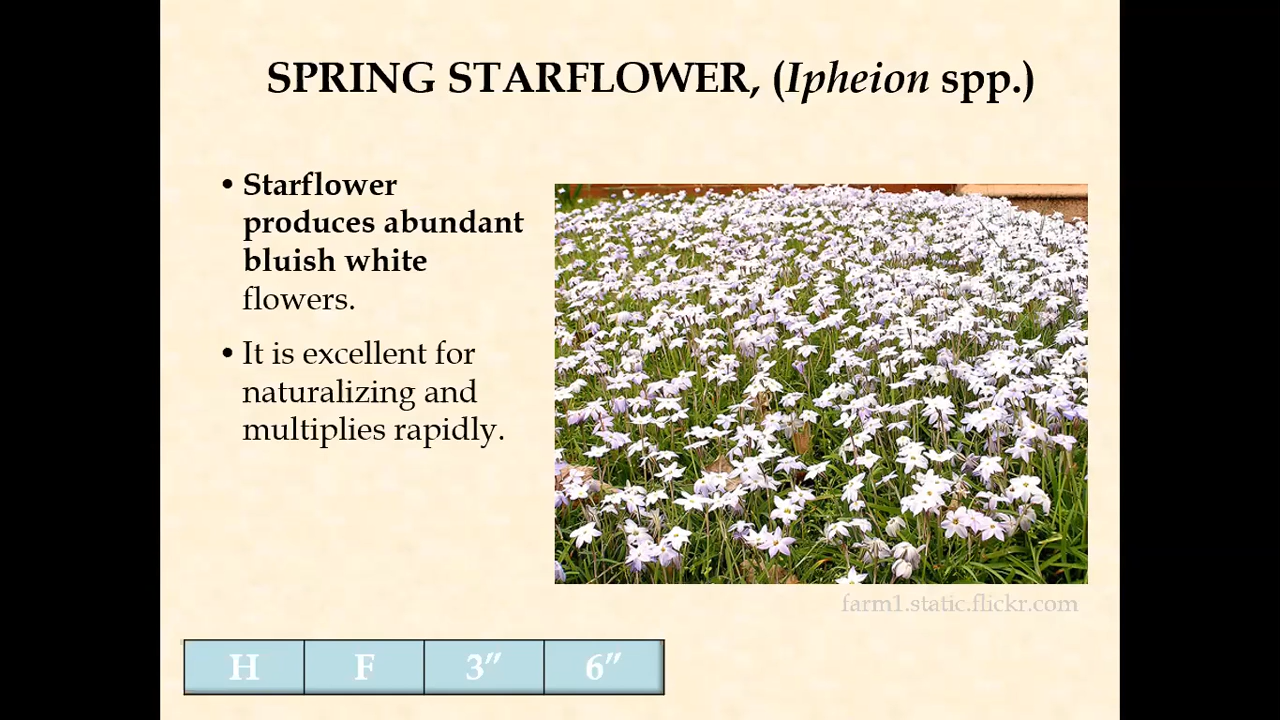 SPRING STARFLOWER, (Ipheion spp.)
• Starflower
produces abundant
bluish white
flowers.
• It is excellent for
naturalizing and
multiplies rapidly.
farm1.static.flickr.com
H F 3″ 6″